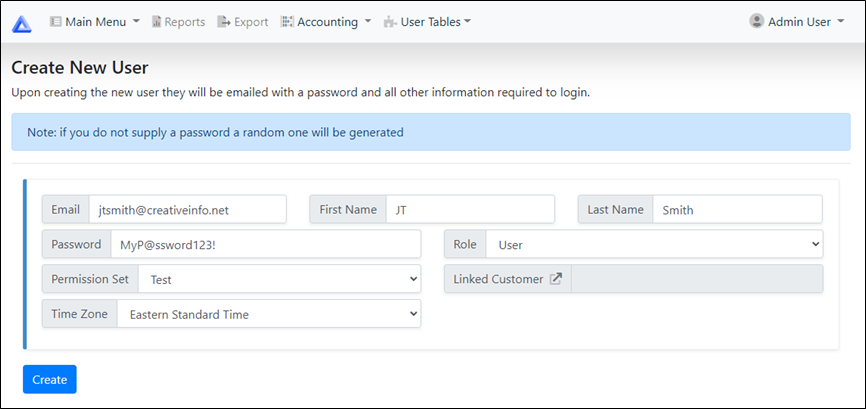 Main Menu Reports Export Accounting User Tables Admin User
Create New User
Upon creating the new user they will be emailed with a password and all other information required to login.
Note: if you do not supply a password a random one will be generated
Email jtsmith@creativeinfo.net First Name JT Last Name Smith
Password MyP@ssword123! Role User
Permission Set Test Linked Customer
Time Zone Eastern Standard Time
Create